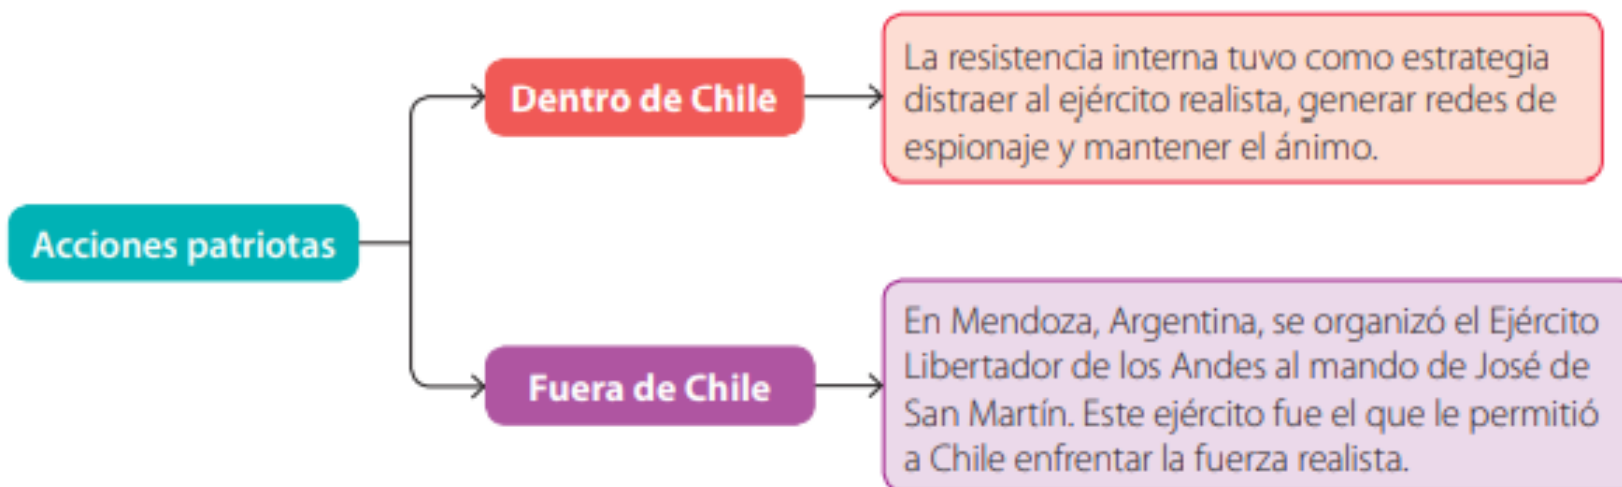 Acciones patriotas
Dentro de Chile
La resistencia interna tuvo como estrategia
distraer al ejército realista, generar redes de
espionaje y mantener el ánimo.
Fuera de Chile
En Mendoza, Argentina, se organizó el Ejército
Libertador de los Andes al mando de José de
San Martín. Este ejército fue el que le permitió
a Chile enfrentar la fuerza realista.